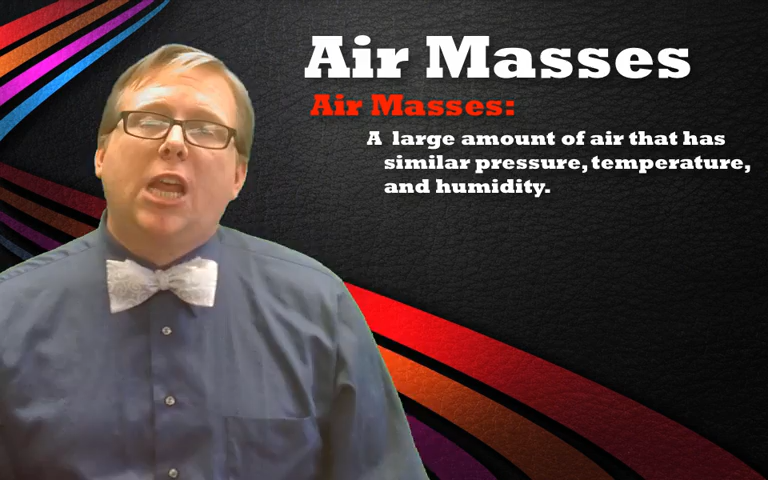 Air Masses
Air Masses:
A large amount of air that has
similar pressure, temperature,
and humidity.